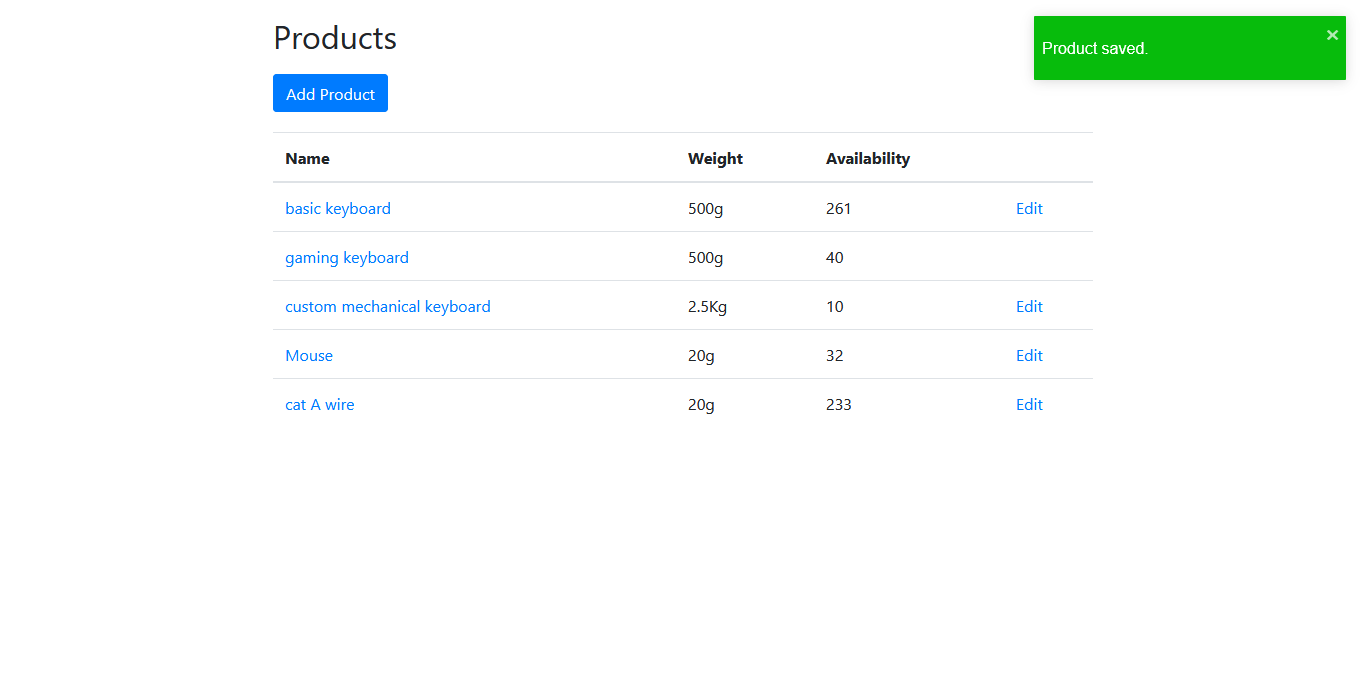 Products
Product saved.
×
Add Product
Name Weight Availability
basic keyboard 500g 261 Edit
gaming keyboard 500g 40
custom mechanical keyboard 2.5Kg 10 Edit
Mouse 20g 32 Edit
cat A wire 20g 233 Edit